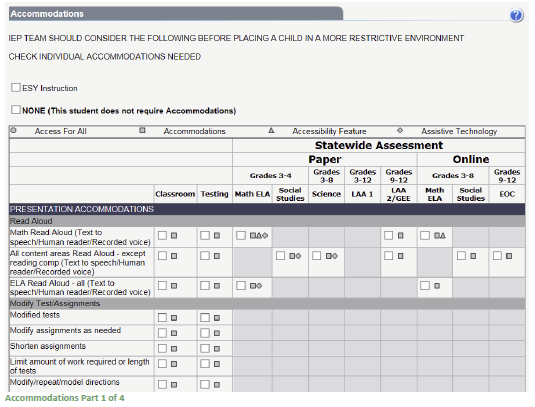 Accommodations
?
IEP TEAM SHOULD CONSIDER THE FOLLOWING BEFORE PLACING A CHILD IN A MORE RESTRICTIVE ENVIRONMENT
CHECK INDIVIDUAL ACCOMMODATIONS NEEDED
ESY Instruction
NONE (This student does not require Accommodations)
Access For All Accommodations Accessibility Feature Assistive Technology
Statewide Assessment
Paper Online
Grades 3-4 Grades 3-8 Grades 3-12 Grades 9-12 Grades 3-8 Grades 9-12
Classroom Testing Math ELA Social Studies Science LAA 1 LAA 2/GEE Math ELA Social Studies EOC
PRESENTATION ACCOMMODATIONS
Read Aloud
Math Read Aloud (Text to
speech/Human reader/Recorded voice)
All content areas Read Aloud - except
reading comp (Text to speech/Human
reader/Recorded voice)
ELA Read Aloud - all (Text to
speech/Human reader/Recorded voice)
Modify Test/Assignments
Modified tests
Modify assignments as needed
Shorten assignments
Limit amount of work required or length
of tests
Modify/repeat/model directions
Accommodations Part 1 of 4